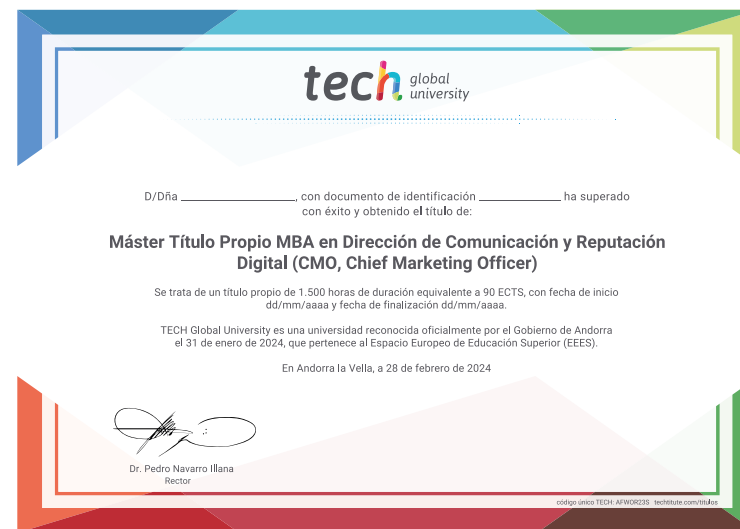 tech global university
D/Dña ____________________, con documento de identificación ______________ ha superado
con éxito y obtenido el título de:
Máster Título Propio MBA en Dirección de Comunicación y Reputación
Digital (CMO, Chief Marketing Officer)
Se trata de un título propio de 1.500 horas de duración equivalente a 90 ECTS, con fecha de inicio
dd/mm/aaaa y fecha de finalización dd/mm/aaaa.
TECH Global University es una universidad reconocida oficialmente por el Gobierno de Andorra
el 31 de enero de 2024, que pertenece al Espacio Europeo de Educación Superior (EEES).
En Andorra la Vella, a 28 de febrero de 2024
Dr. Pedro Navarro Illana
Rector
código único TECH: AFWOR23S techtitute.com/titulos